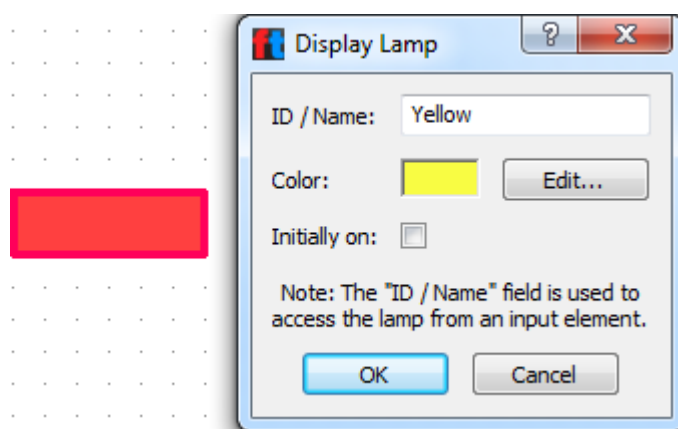 Display Lamp
ID / Name: Yellow
Color: Edit...
Initially on:
Note: The "ID / Name" field is used to
access the lamp from an input element.
OK Cancel